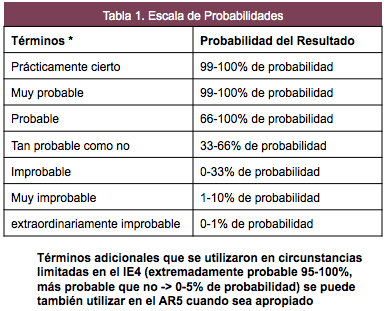 Tabla 1. Escala de Probabilidades
Términos * Probabilidad del Resultado
Prácticamente cierto 99-100% de probabilidad
Muy probable 99-100% de probabilidad
Probable 66-100% de probabilidad
Tan probable como no 33-66% de probabilidad
Improbable 0-33% de probabilidad
Muy improbable 1-10% de probabilidad
extraordinariamente improbable 0-1% de probabilidad
Términos adicionales que se utilizaron en circunstancias
limitadas en el IE4 (extremadamente probable 95-100%,
más probable que no -> 0-5% de probabilidad) se puede
también utilizar en el AR5 cuando sea apropiado